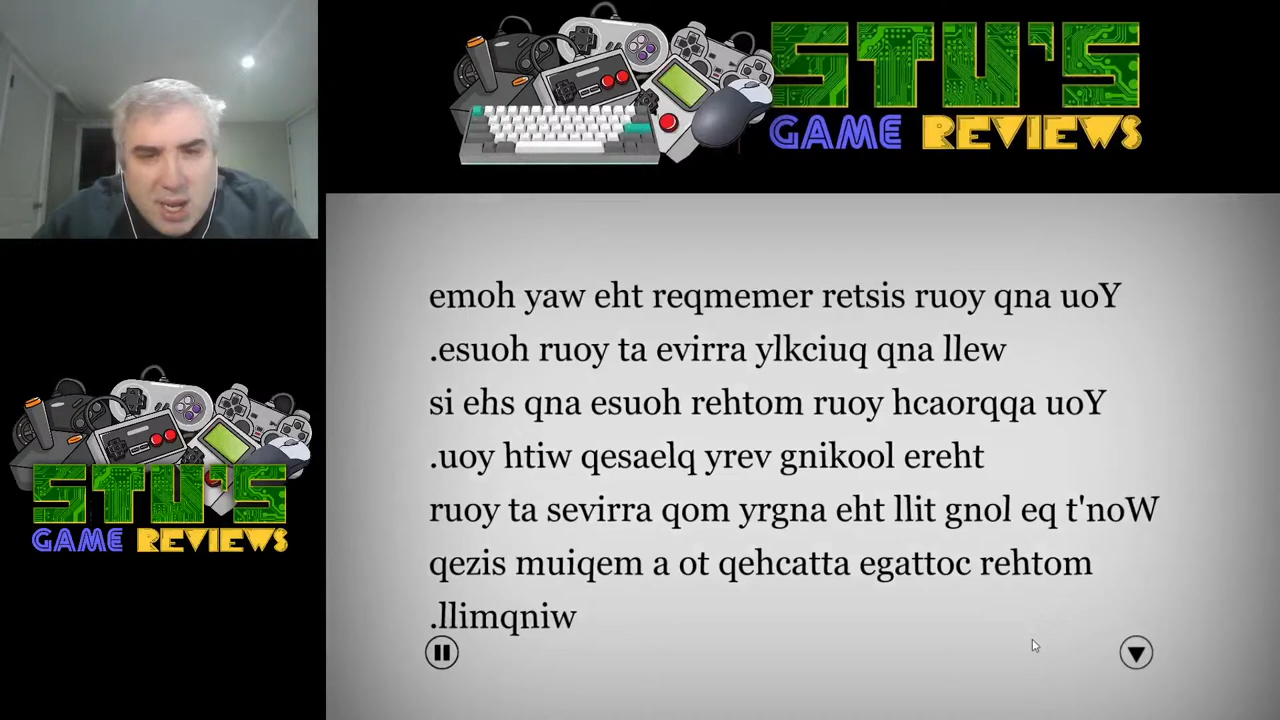 STU'S
GAME REVIEWS
emoh yaw eht reqmemer retsis ruoy qna uoY
.esuoh ruoy ta evirra ylkciuq qna llew
si ehs qna esuoh rehtom ruoy hcaorqqa uoY
.uoy htiw qesaelq yrev gnikool ereht
ruoy ta sevirra qom yrgna eht llit gnol eq t'noW
qezis muiqem a ot qehcatta egattoc rehtom
.llimqniw
STU'S
GAME REVIEWS